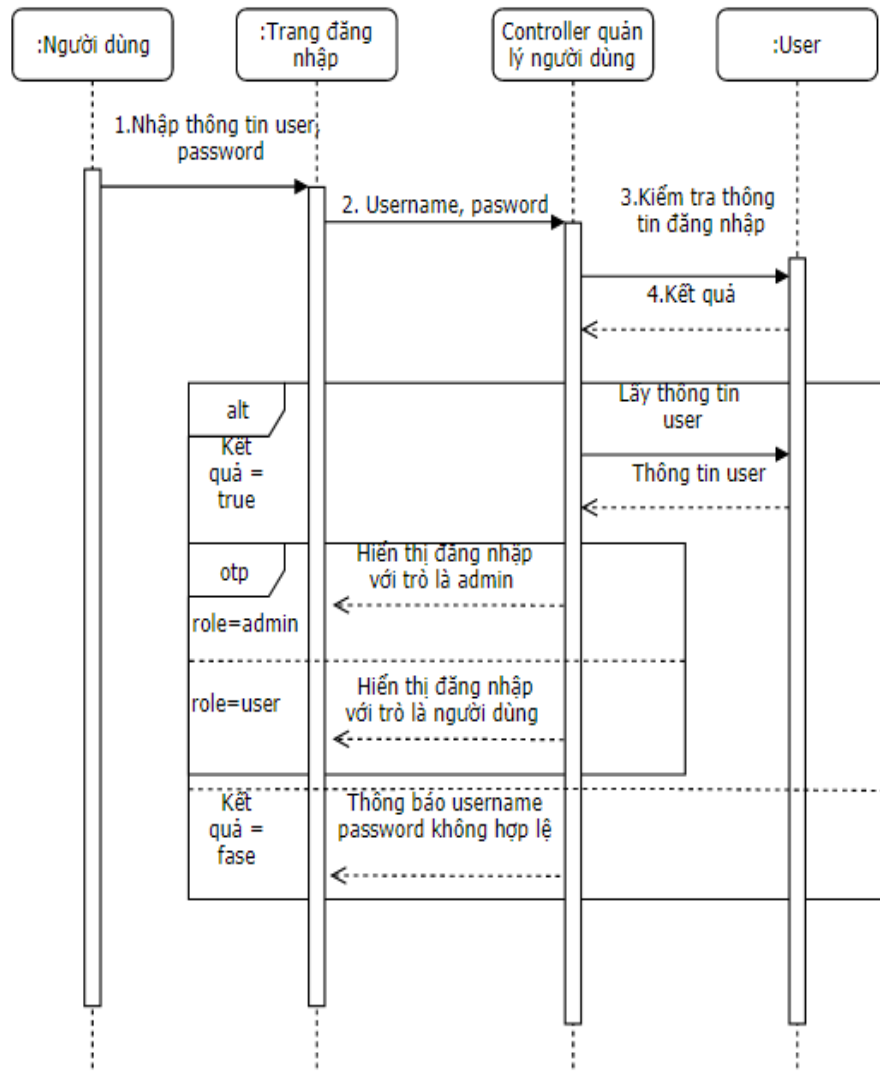 :Người dùng
:Trang đăng
nhập
Controller quản
lý người dùng
:User
1.Nhập thông tin user,
password
2. Username, pasword
3.Kiểm tra thông
tin đăng nhập
4.Kết quả
alt
Kết
quả =
true
Lấy thông tin
user
Thông tin user
otp
role=admin
Hiển thị đăng nhập
với trò là admin
role=user
Hiển thị đăng nhập
với trò là người dùng
Kết
quả =
fase
Thông báo username
password không hợp lệ